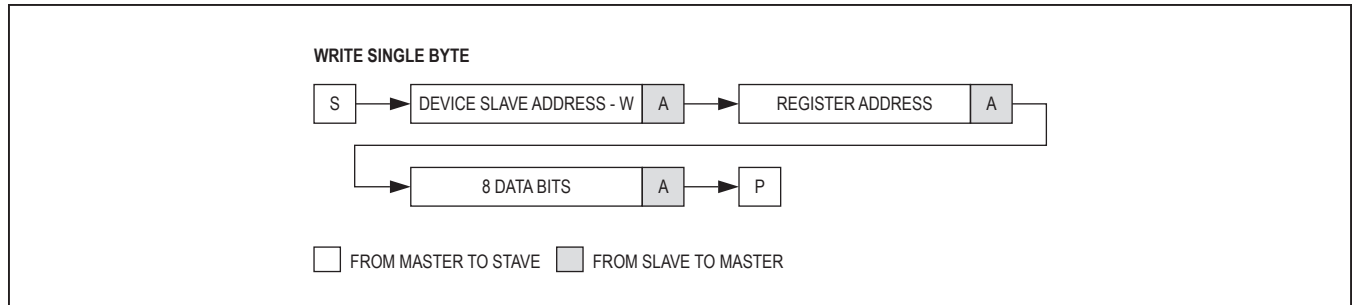 WRITE SINGLE BYTE
S DEVICE SLAVE ADDRESS - W A REGISTER ADDRESS A
8 DATA BITS A P
FROM MASTER TO STAVE FROM SLAVE TO MASTER